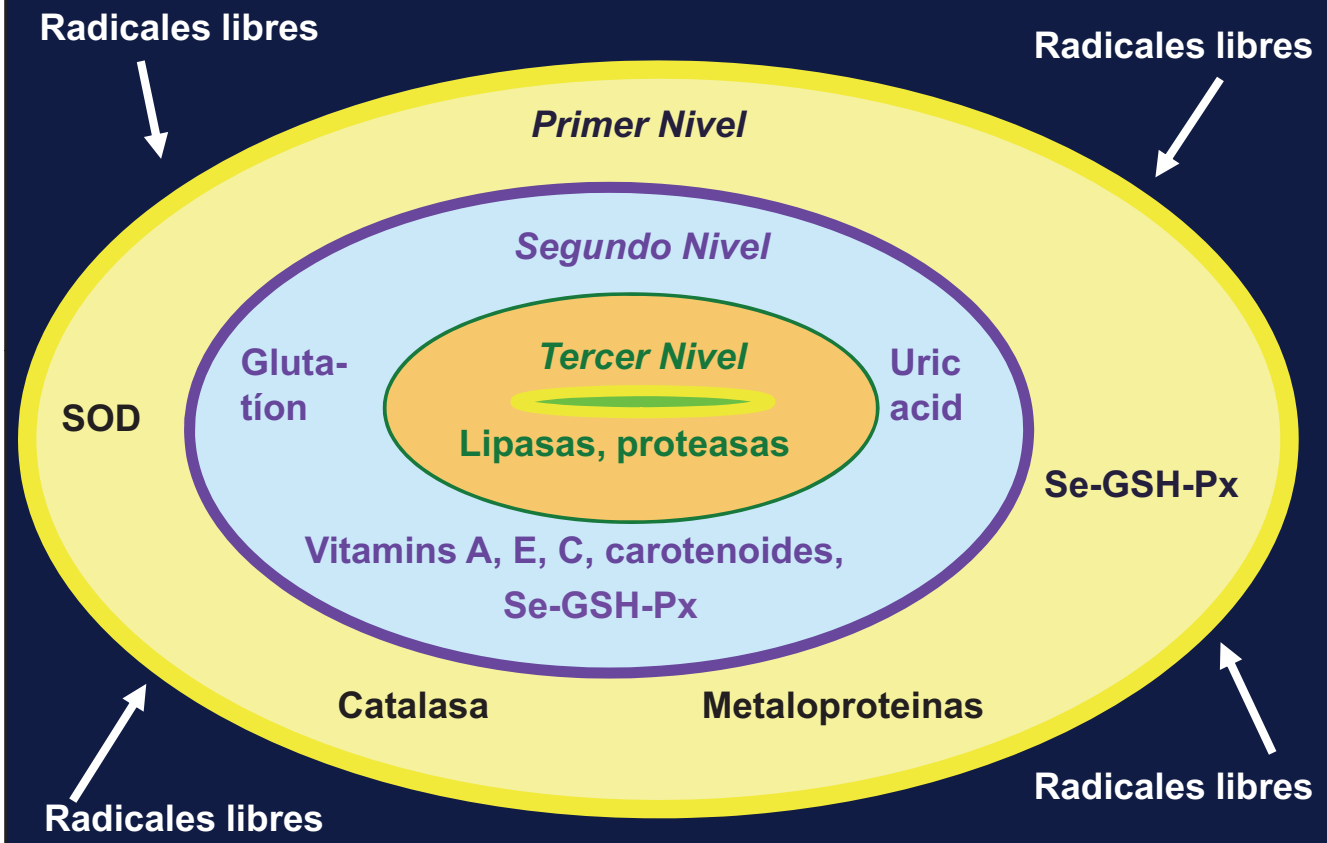 Radicales libres
Radicales libres
Primer Nivel
Segundo Nivel
Gluta-
tíon
Tercer Nivel
Uric
acid
SOD
Lipasas, proteasas
Se-GSH-Px
Vitamins A, E, C, carotenoides,
Se-GSH-Px
Catalasa
Metaloproteinas
Radicales libres
Radicales libres